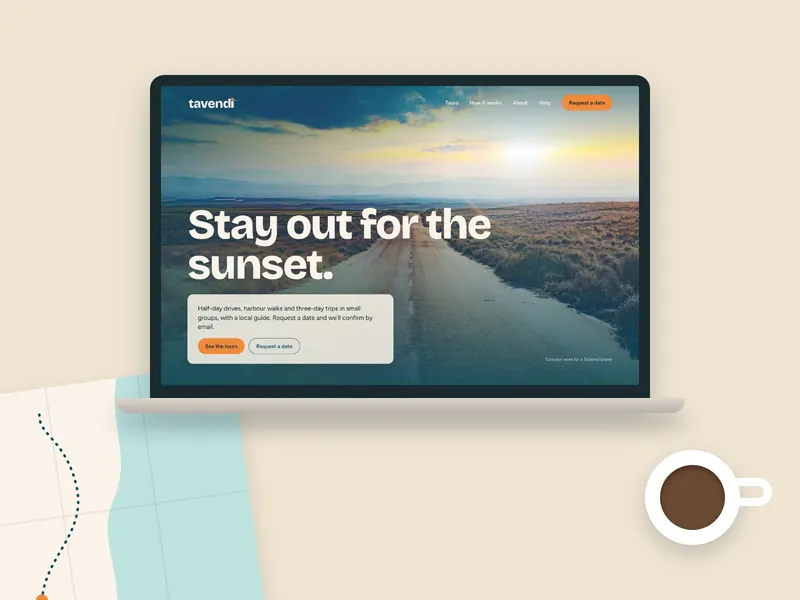 tavendi
Tours How it works About Help Request a date
Stay out for the
sunset.
Half-day drives, harbour walks and three-day trips in small
groups, with a local guide. Request a date and we'll confirm by
email.
See the tours Request a date
Concept work for a fictional brand